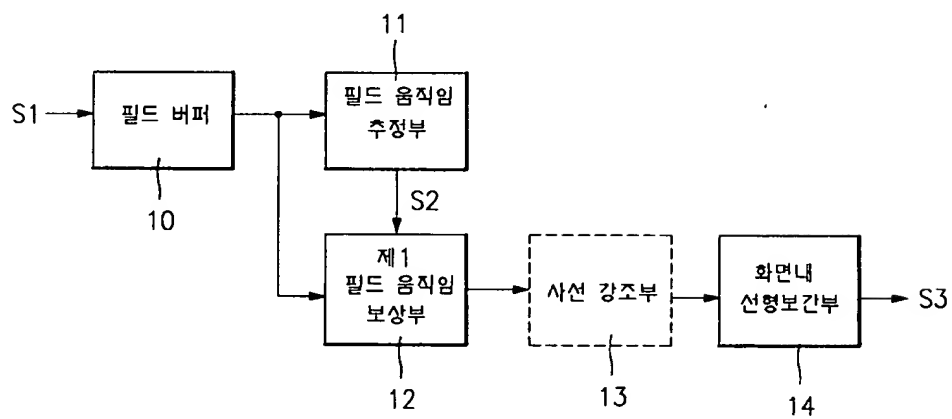 11
S1
필드 버퍼
필드 움직임
추정부
10
S2
제1
필드 움직임
보상부
사선 강조부
화면내
선형보간부
S3
12
13
14